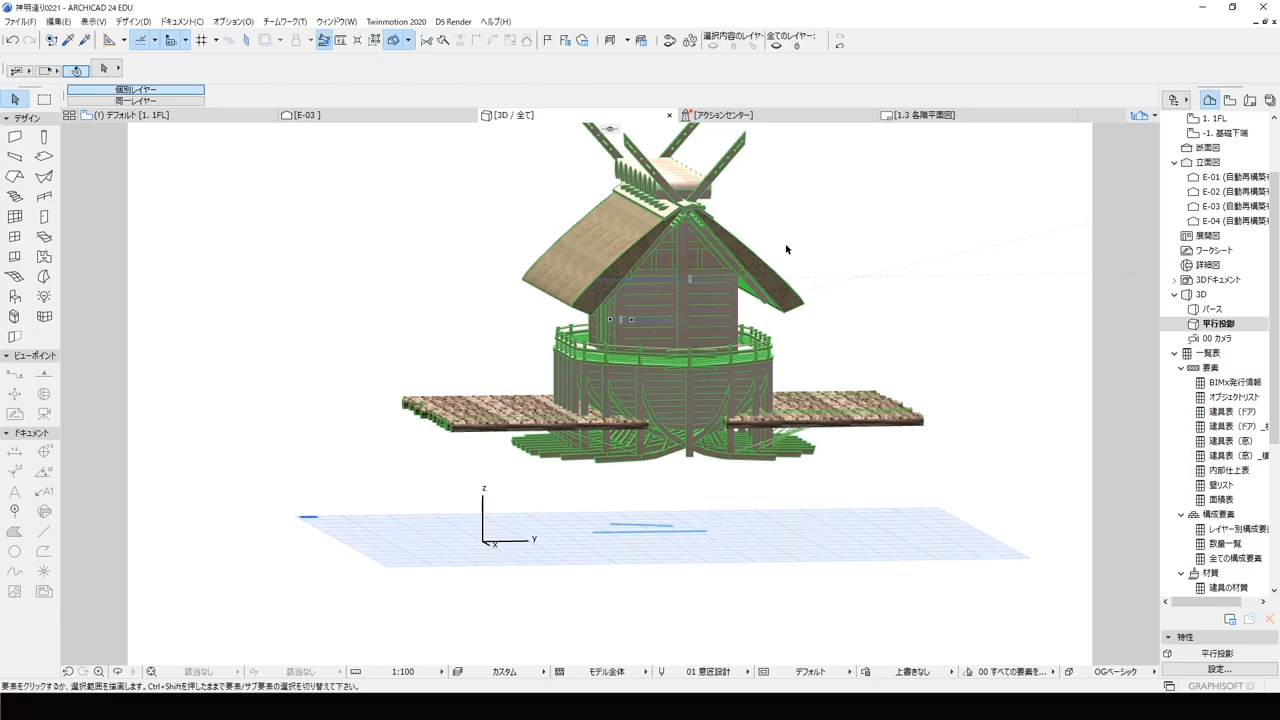 神明造り0221 - ARCHICAD 24 EDU
ファイル(F) 編集(E) 表示(V) デザイン(D) ドキュメント(C) オプション(O) チームワーク(T) ウィンドウ(W) Twinmotion 2020 DS Render ヘルプ(H)
選択内容のレイヤー: 全てのレイヤー:
個別レイヤー
同一レイヤー
(!) デフォルト [1. 1FL]
[E-03 ]
[3D / 全て]
[アクションセンター]
[1.3 各階平面図]
デザイン
ビューポイント
ドキュメント
1. 1FL
-1. 基礎下端
断面図
立面図
E-01 (自動再構築
E-02 (自動再構築
E-03 (自動再構築
E-04 (自動再構築
展開図
ワークシート
詳細図
3Dドキュメント
3D
パース
平行投影
00 カメラ
一覧表
要素
BIMx発行情報
オブジェクトリスト
建具表（ドア）
建具表（ドア）_
建具表（窓）
建具表（窓）_
内部仕上表
壁リスト
面積表
構成要素
レイヤー別構成要
数量一覧
全ての構成要素
材質
建具の材質
z
y
x
特性
平行投影
設定...
該当なし
該当なし
1:100
カスタム
モデル全体
01 意匠設計
デフォルト
上書きなし
00 すべての要素を...
OGベーシック
要素をクリックするか、選択範囲を描画します。Ctrl+Shiftを押したままで要素/サブ要素の選択を切り替えて下さい。
GRAPHISOFT ID